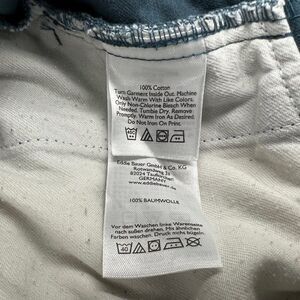 100% Cotton
Turn Garment Inside Out. Machine
Wash Warm With Like Colors.
Only Non-Chlorine Bleach When
Needed. Tumble Dry. Remove
Promptly. Warm Iron As Desired.
Do Not Iron On Print.
Eddie Bauer GmbH & Co. KG
82024 Taufkirchen
GERMANY
www.eddiebauer.de
100% BAUMWOLLE
Vor dem Waschen linke Warenseite
nach außen drehen. Mit ähnlichen
Farben waschen. Druck nicht bügeln.
40